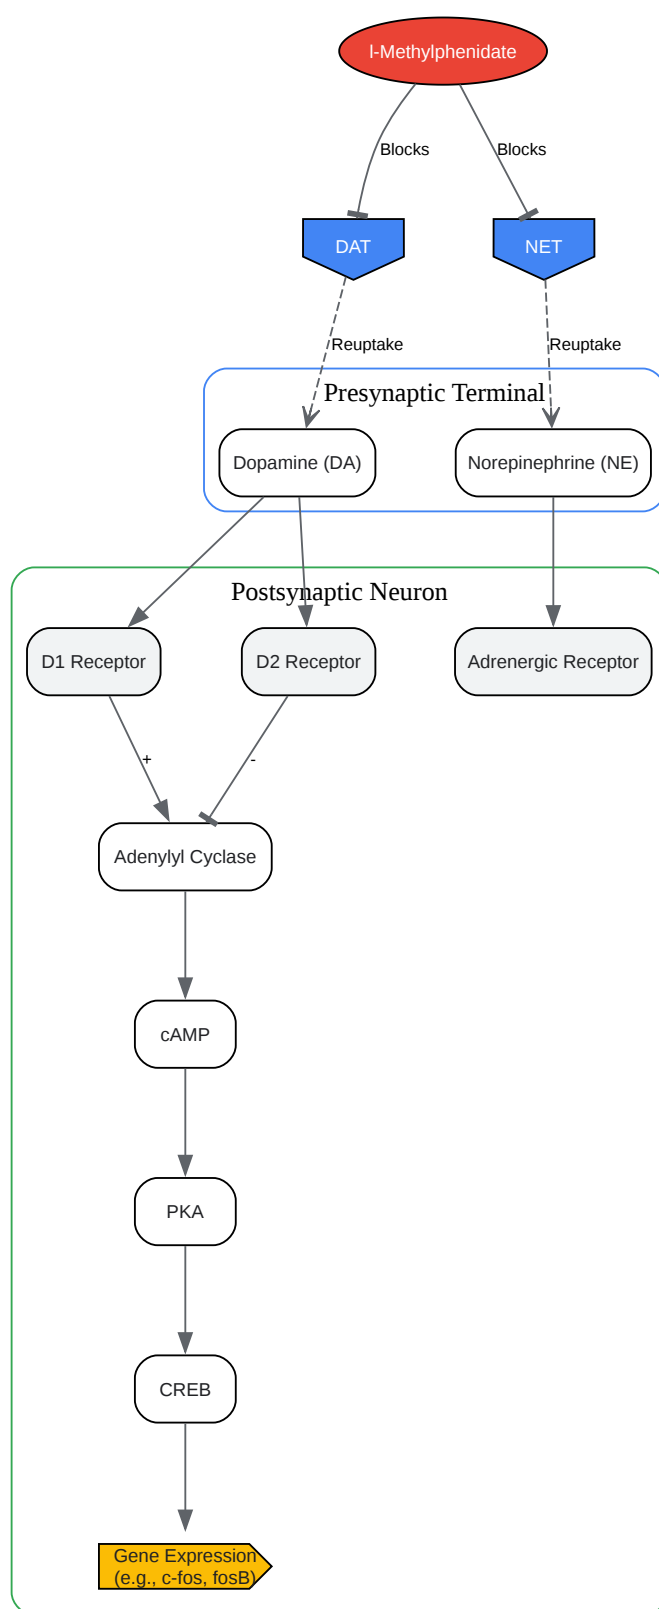 l-Methylphenidate
Blocks
Blocks
DAT
NET
Reuptake
Reuptake
Presynaptic Terminal
Dopamine (DA)
Norepinephrine (NE)
Postsynaptic Neuron
D1 Receptor
D2 Receptor
Adrenergic Receptor
+
-
Adenylyl Cyclase
cAMP
PKA
CREB
Gene Expression
(e.g., c-fos, fosB)